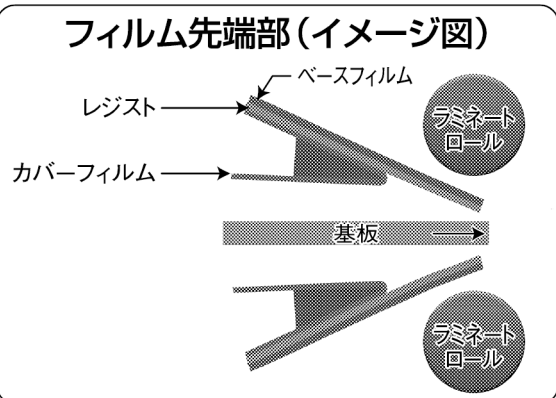 フィルム先端部（イメージ図）
ベースフィルム
レジスト
ラミネート
ロール
カバーフィルム
基板
ラミネート
ロール